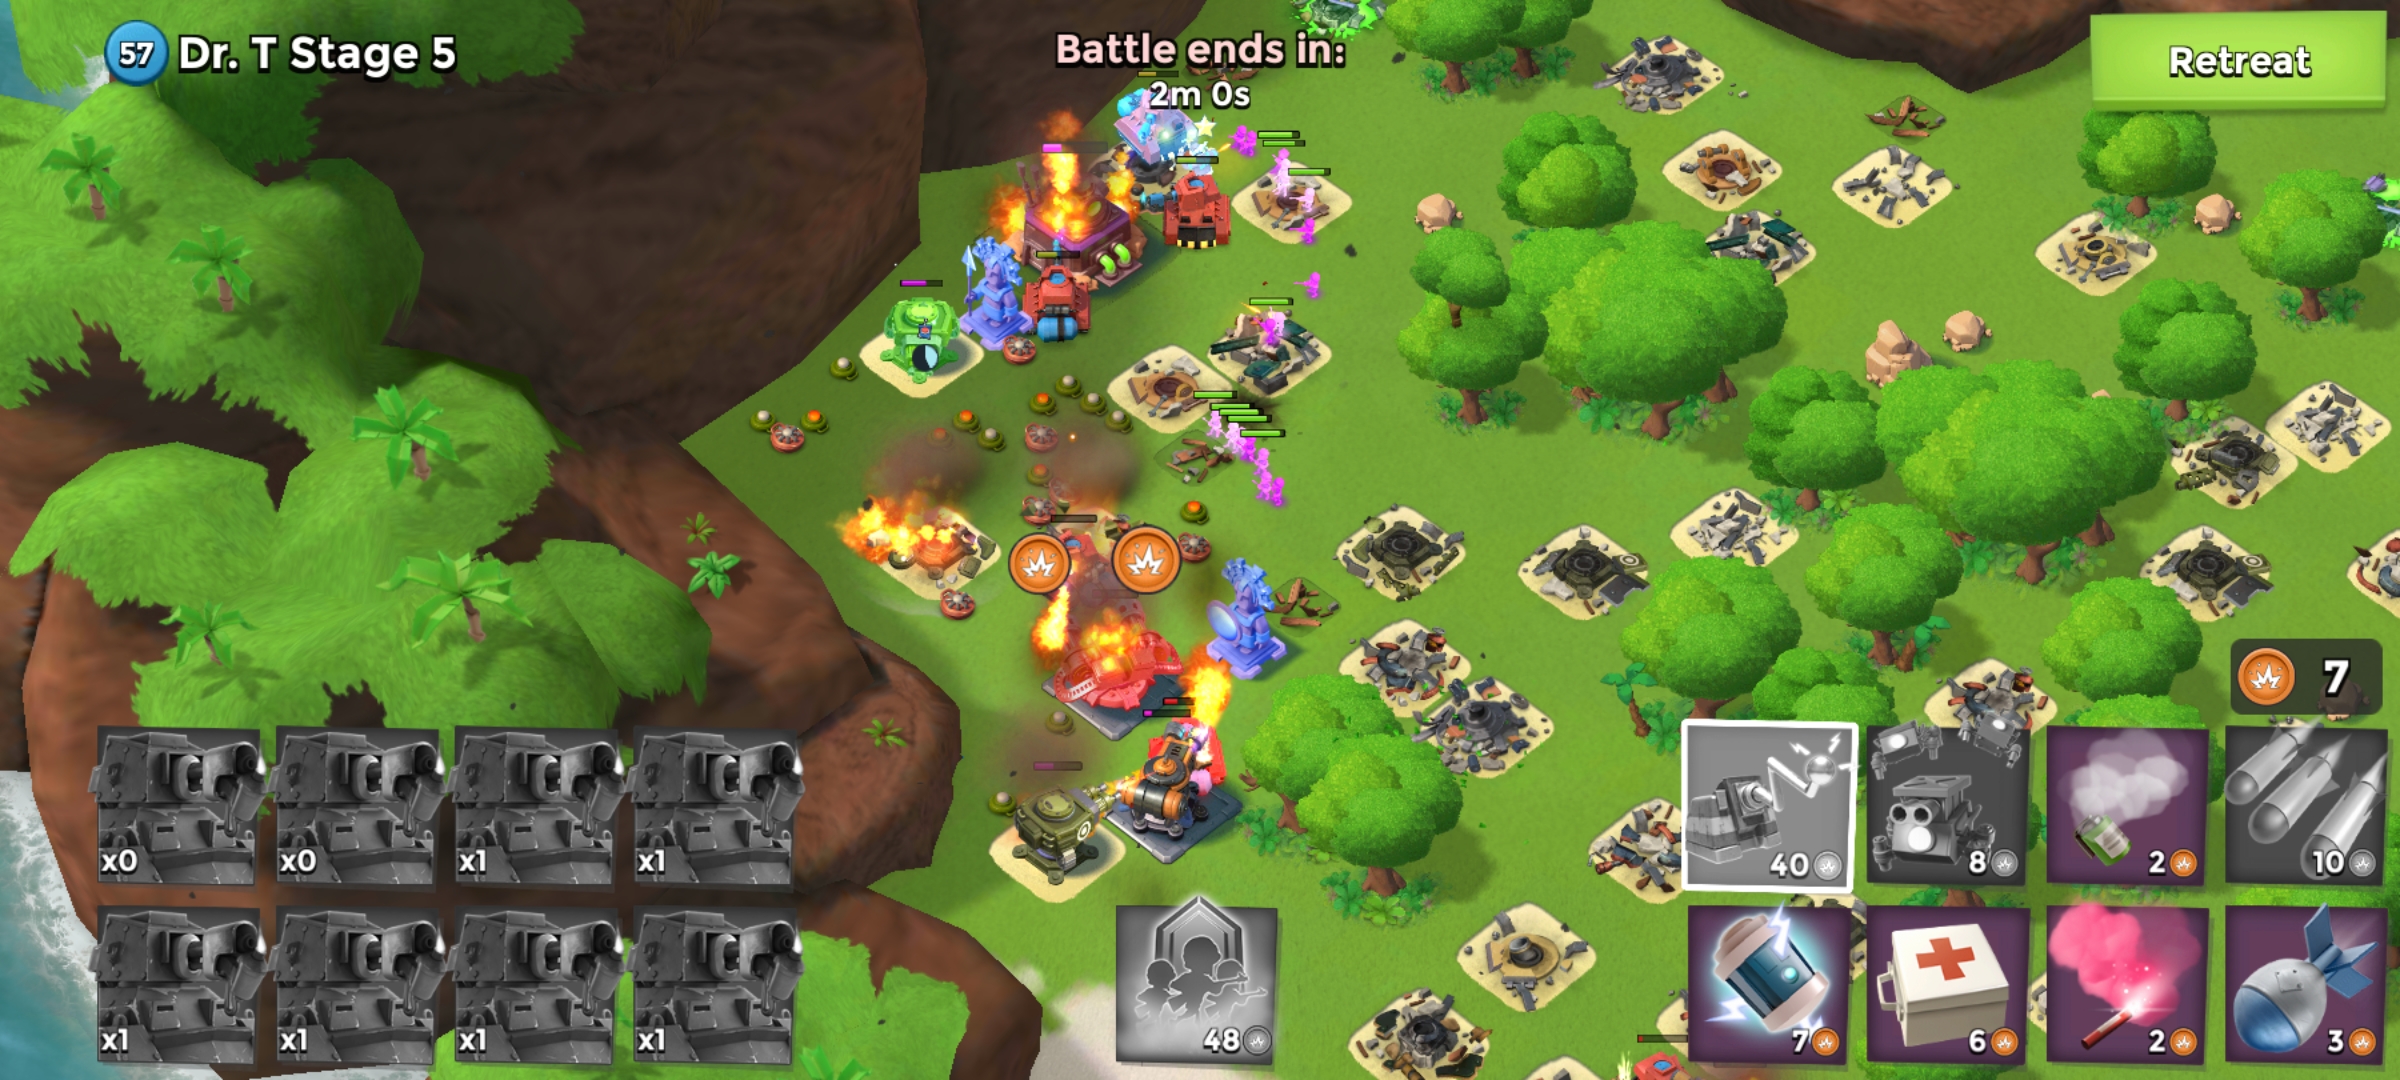 57 Dr. T Stage 5
Battle ends in:
2m 0s
Retreat
7
x0 x0 x1 x1
40 8 2 10
x1 x1 x1 x1
48 7 6 2 3